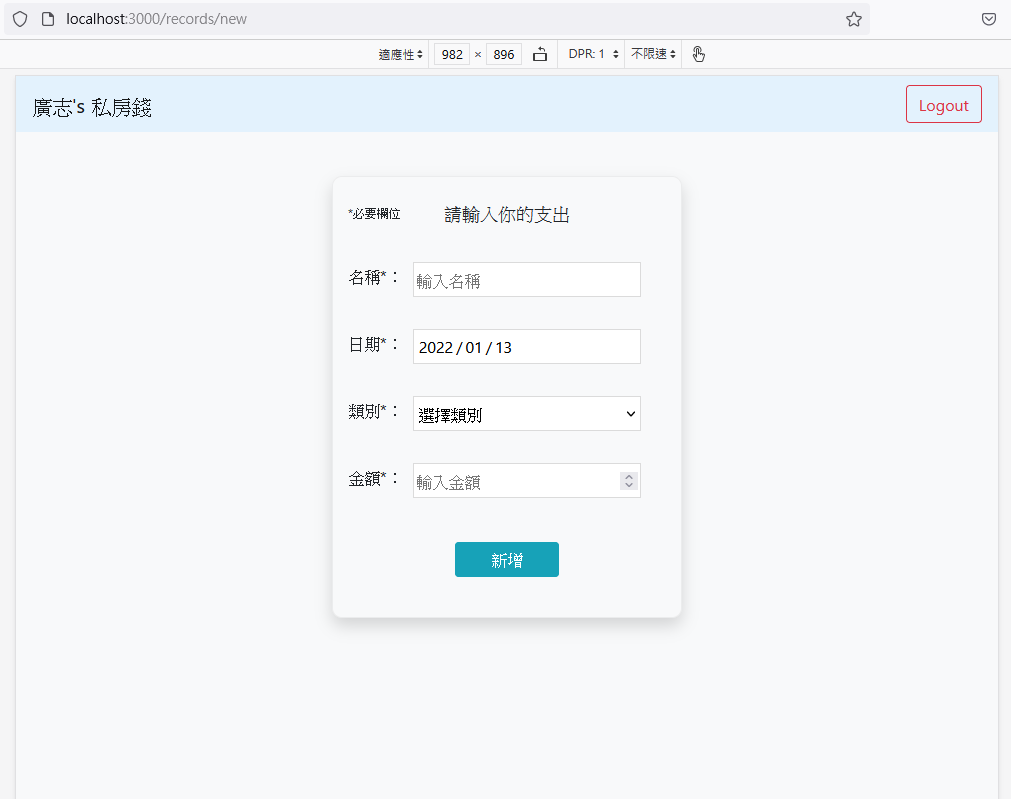 localhost:3000/records/new
適應性 982 × 896 DPR: 1 不限速
廣志's 私房錢 Logout
*必要欄位 請輸入你的支出
名稱*： 輸入名稱
日期*： 2022 / 01 / 13
類別*： 選擇類別
金額*： 輸入金額
新增